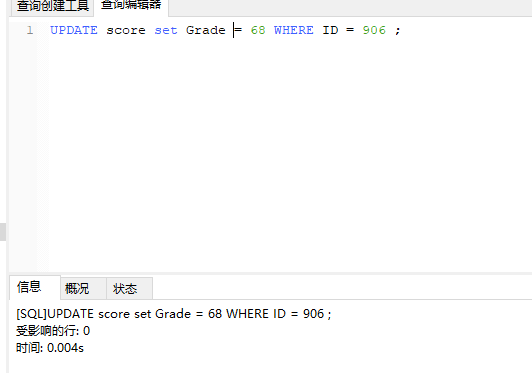 查询创建工具 查询编辑器
1 UPDATE score set Grade = 68 WHERE ID = 906 ;
信息 概况 状态
[SQL]UPDATE score set Grade = 68 WHERE ID = 906 ;
受影响的行: 0
时间: 0.004s